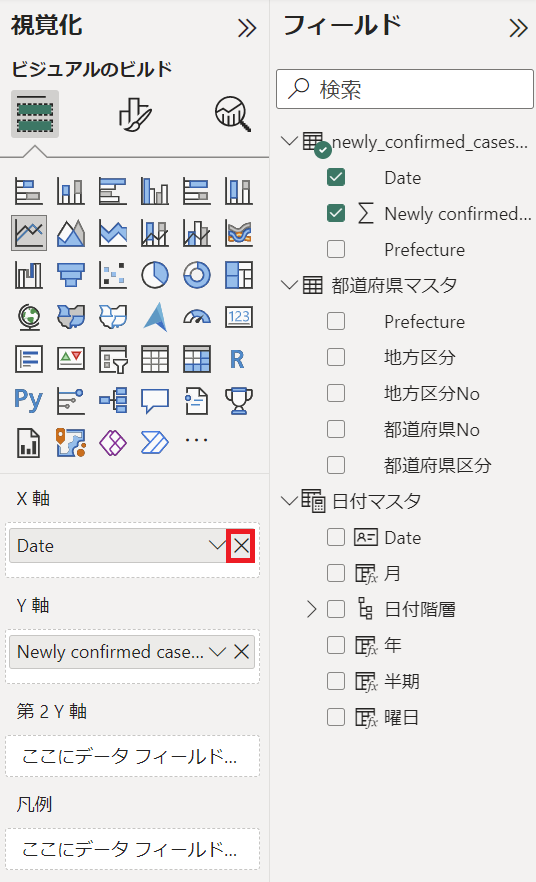 視覚化
ビジュアルのビルド
123
R
Py
X 軸
Date
Y 軸
Newly confirmed case...
第 2 Y 軸
ここにデータ フィールド...
凡例
ここにデータ フィールド...
フィールド
検索
newly_confirmed_cases...
Date
Newly confirmed...
Prefecture
都道府県マスタ
Prefecture
地方区分
地方区分No
都道府県No
都道府県区分
日付マスタ
Date
月
日付階層
年
半期
曜日